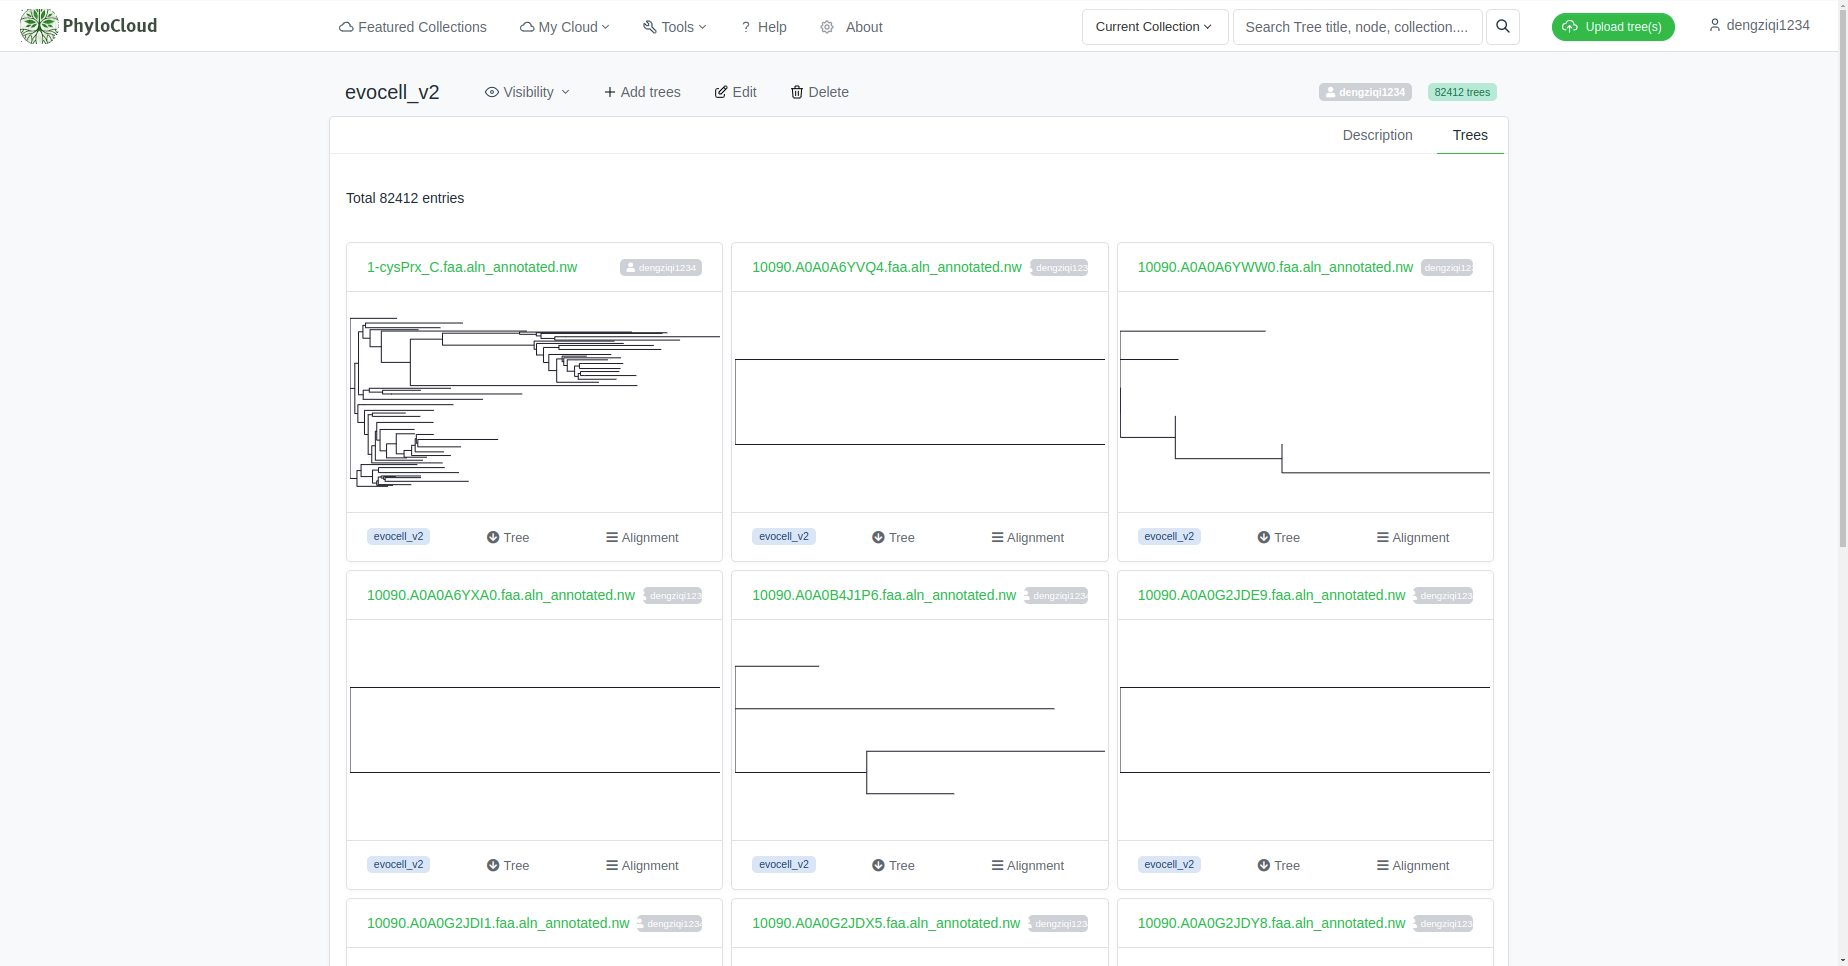 PhyloCloud
Featured Collections
My Cloud
Tools
? Help
About
Current Collection
Search Tree title, node, collection....
Upload tree(s)
dengziqi1234
evocell_v2
Visibility
Add trees
Edit
Delete
dengziqi1234
82412 trees
Description
Trees
Total 82412 entries
1-cysPrx_C.faa.aln_annotated.nw
dengziqi1234
10090.A0A0A6YVQ4.faa.aln_annotated.nw
dengziqi123
10090.A0A0A6YWW0.faa.aln_annotated.nw
dengziqi12
evocell_v2
Tree
Alignment
evocell_v2
Tree
Alignment
evocell_v2
Tree
Alignment
10090.A0A0A6YXA0.faa.aln_annotated.nw
dengziqi123
10090.A0A0B4J1P6.faa.aln_annotated.nw
dengziqi123
10090.A0A0G2JDE9.faa.aln_annotated.nw
dengziqi123
evocell_v2
Tree
Alignment
evocell_v2
Tree
Alignment
evocell_v2
Tree
Alignment
10090.A0A0G2JDI1.faa.aln_annotated.nw
dengziqi123
10090.A0A0G2JDX5.faa.aln_annotated.nw
dengziqi123
10090.A0A0G2JDY8.faa.aln_annotated.nw
dengziqi123